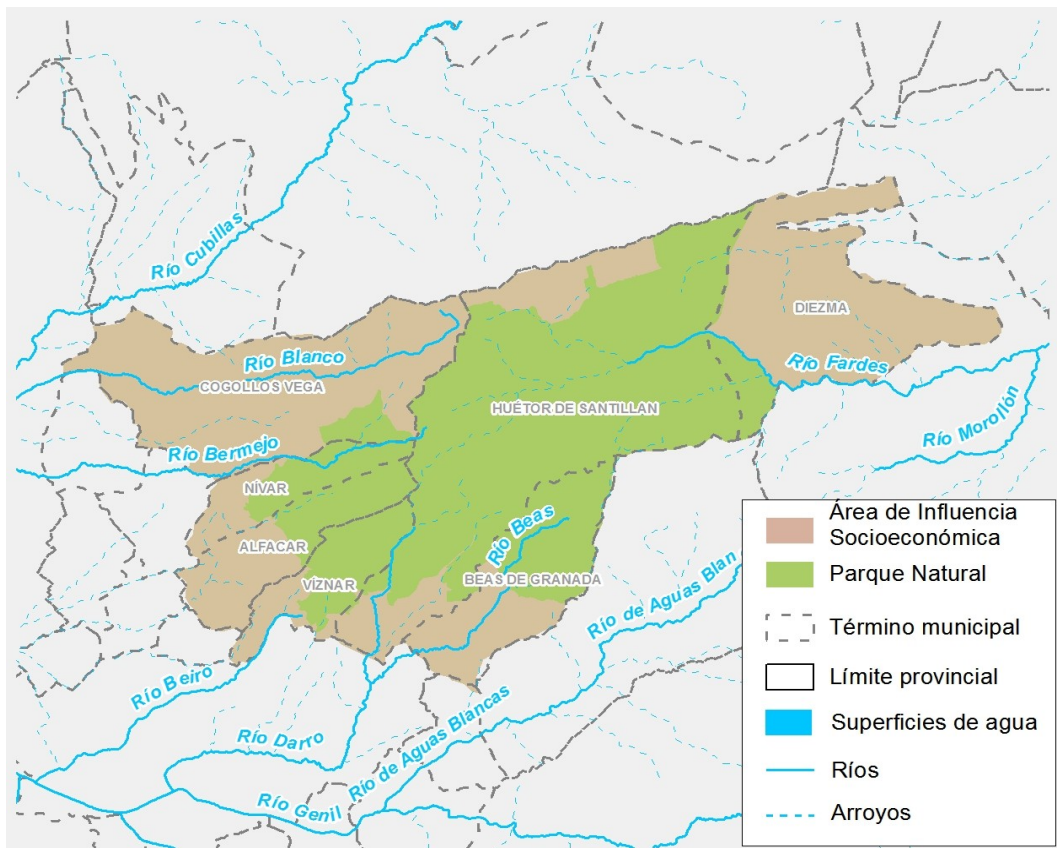 Río Cubillas
DIEZMA
Río Blanco
COGOLLOS VEGA
Río Fardes
HUÉTOR DE SANTILLAN
Río Morollón
Río Bermejo
NÍVAR
ALFACAR
Río Beas
VÍZNAR
BEAS DE GRANADA
Río de Aguas Blan
Río Beiro
Río Darro
Río de Aguas Blancas
Río Genil
Área de Influencia
Socioeconómica
Parque Natural
Término municipal
Límite provincial
Superficies de agua
Ríos
Arroyos